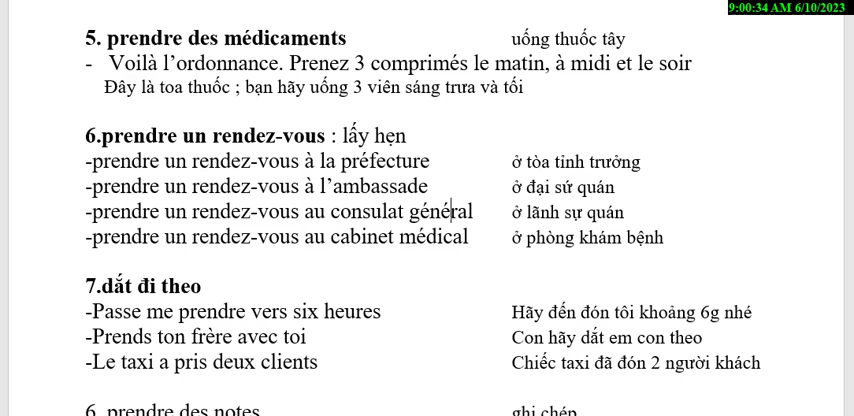 9:00:34 AM 6/10/2023
5. prendre des médicaments uống thuốc tây
- Voilà l’ordonnance. Prenez 3 comprimés le matin, à midi et le soir
Đây là toa thuốc ; bạn hãy uống 3 viên sáng trưa và tối
6.prendre un rendez-vous : lấy hẹn
-prendre un rendez-vous à la préfecture ở tòa tỉnh trưởng
-prendre un rendez-vous à l’ambassade ở đại sứ quán
-prendre un rendez-vous au consulat général ở lãnh sự quán
-prendre un rendez-vous au cabinet médical ở phòng khám bệnh
7.dắt đi theo
-Passe me prendre vers six heures Hãy đến đón tôi khoảng 6g nhé
-Prends ton frère avec toi Con hãy dắt em con theo
-Le taxi a pris deux clients Chiếc taxi đã đón 2 người khách
6. prendre des notes ghi chép